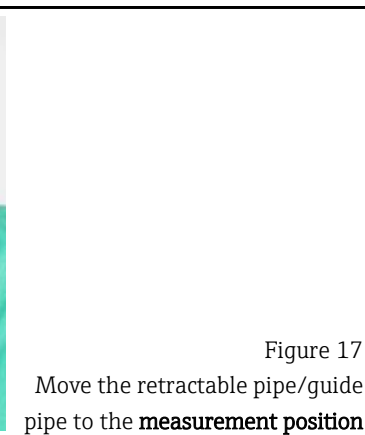 Figure 17
Move the retractable pipe/guide
pipe to the measurement position